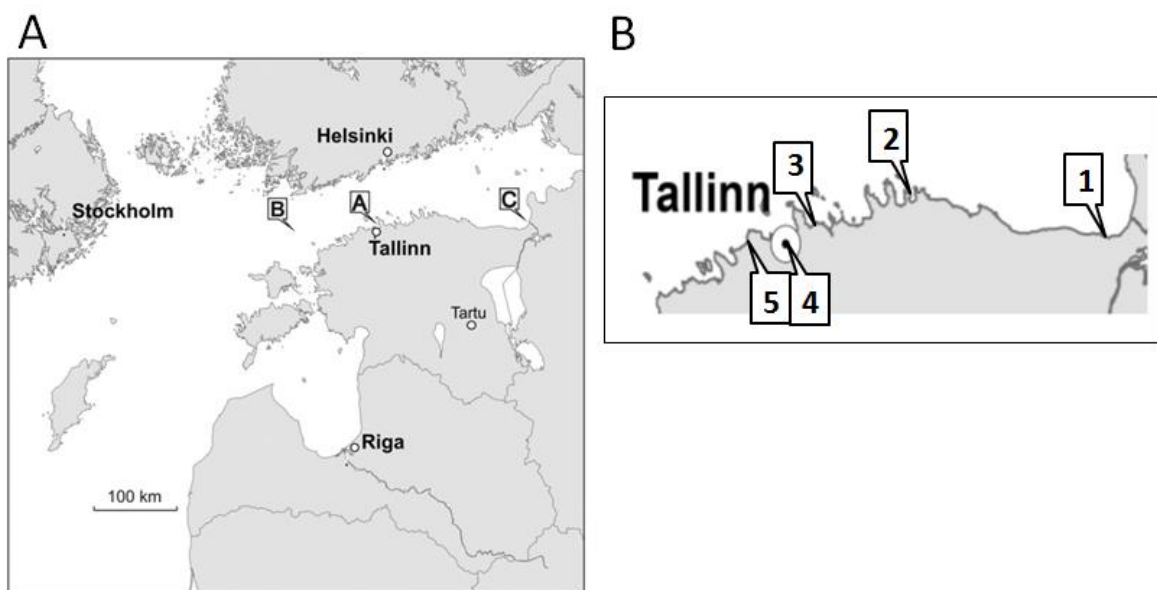 A
Helsinki
Stockholm
B
A
C
Tallinn
Tartu
Riga
100 km
B
Tallinn
3
2
1
5
4